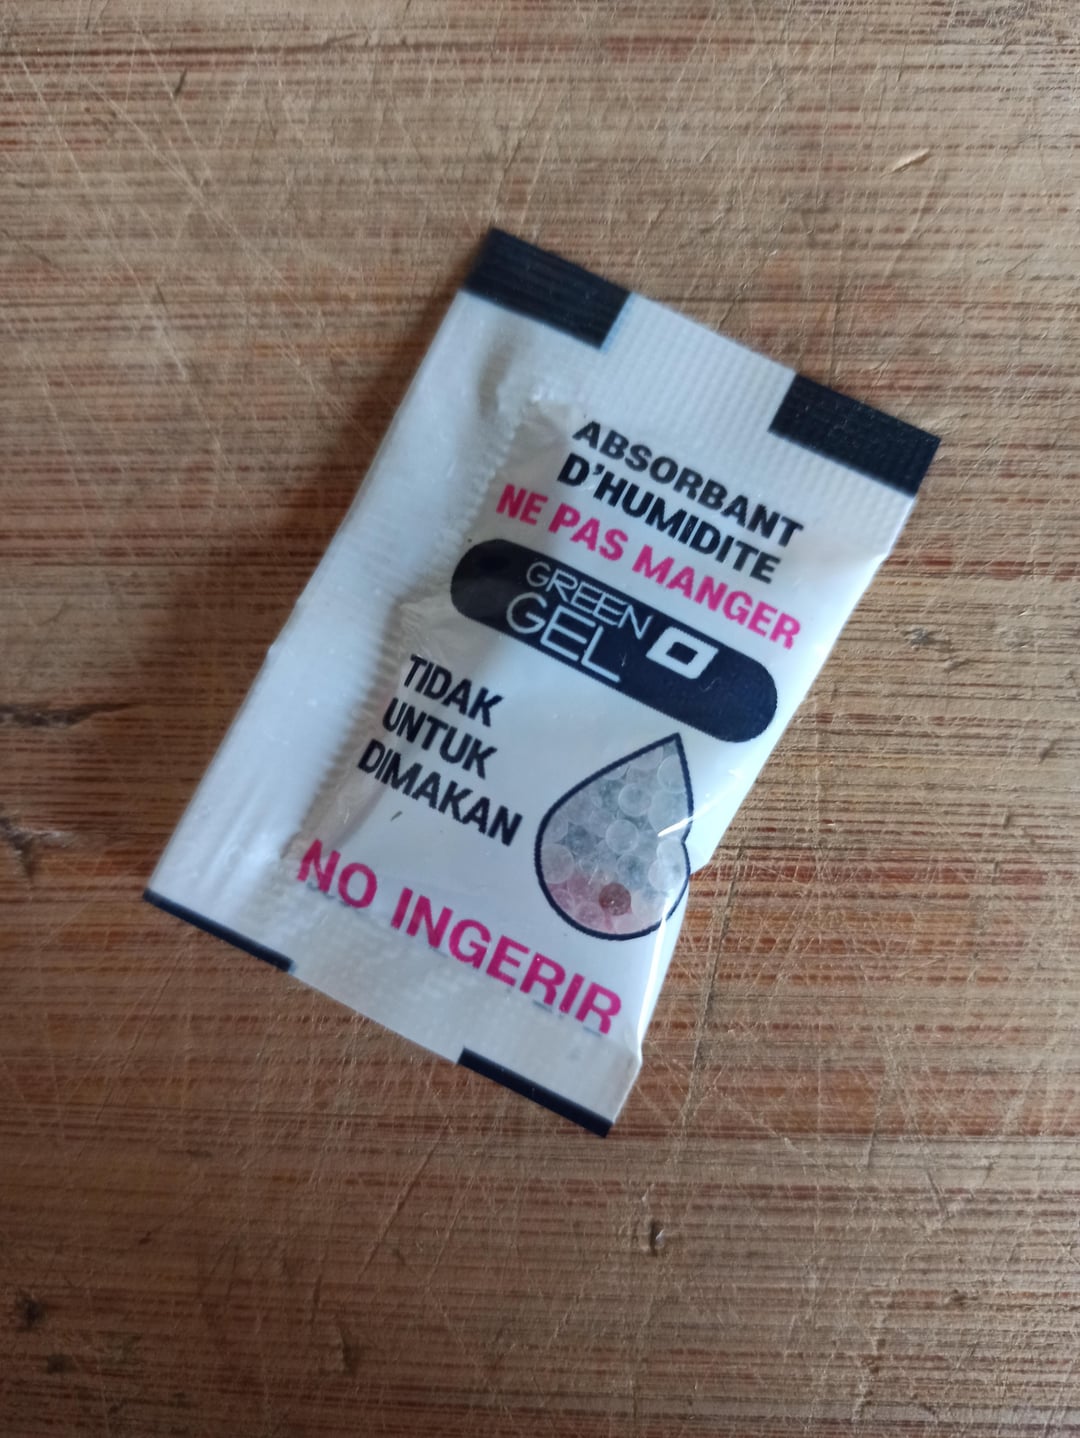 ABSORBANT
D'HUMIDITE
NE PAS MANGER
GREEN
GEL
TIDAK
UNTUK
DIMAKAN
NO INGERIR